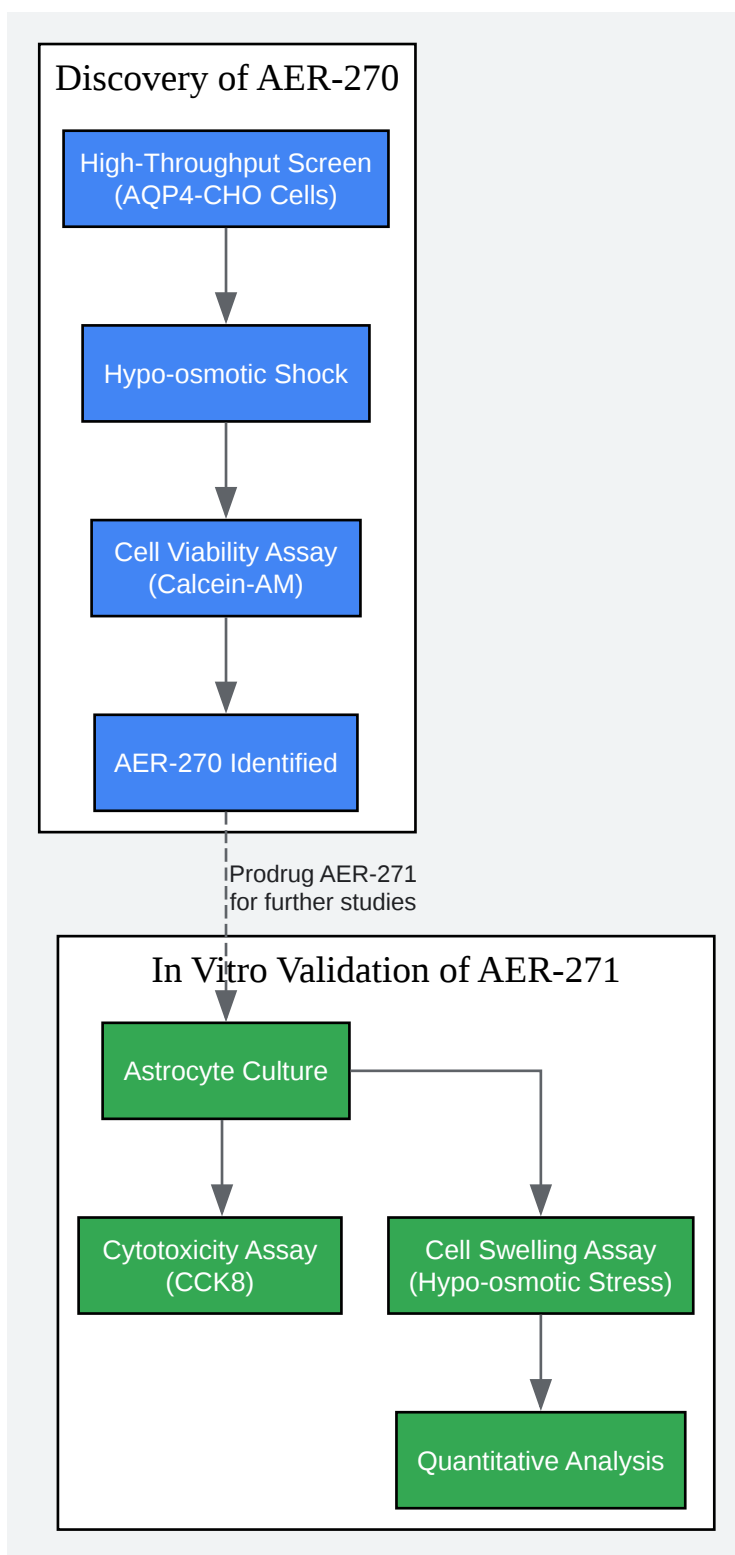 Discovery of AER-270
High-Throughput Screen
(AQP4-CHO Cells)
Hypo-osmotic Shock
Cell Viability Assay
(Calcein-AM)
AER-270 Identified
Prodrug AER-271
for further studies
In Vitro Validation of AER-271
Astrocyte Culture
Cytotoxicity Assay
(CCK8)
Cell Swelling Assay
(Hypo-osmotic Stress)
Quantitative Analysis